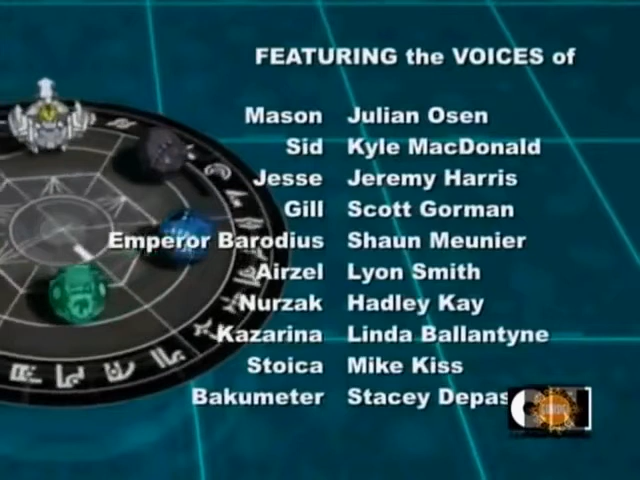 FEATURING the VOICES of
Mason Julian Osen
Sid Kyle MacDonald
Jesse Jeremy Harris
Gill Scott Gorman
Emperor Barodius Shaun Meunier
Airzel Lyon Smith
Nurzak Hadley Kay
Kazarina Linda Ballantyne
Stoica Mike Kiss
Bakumeter Stacey Depas